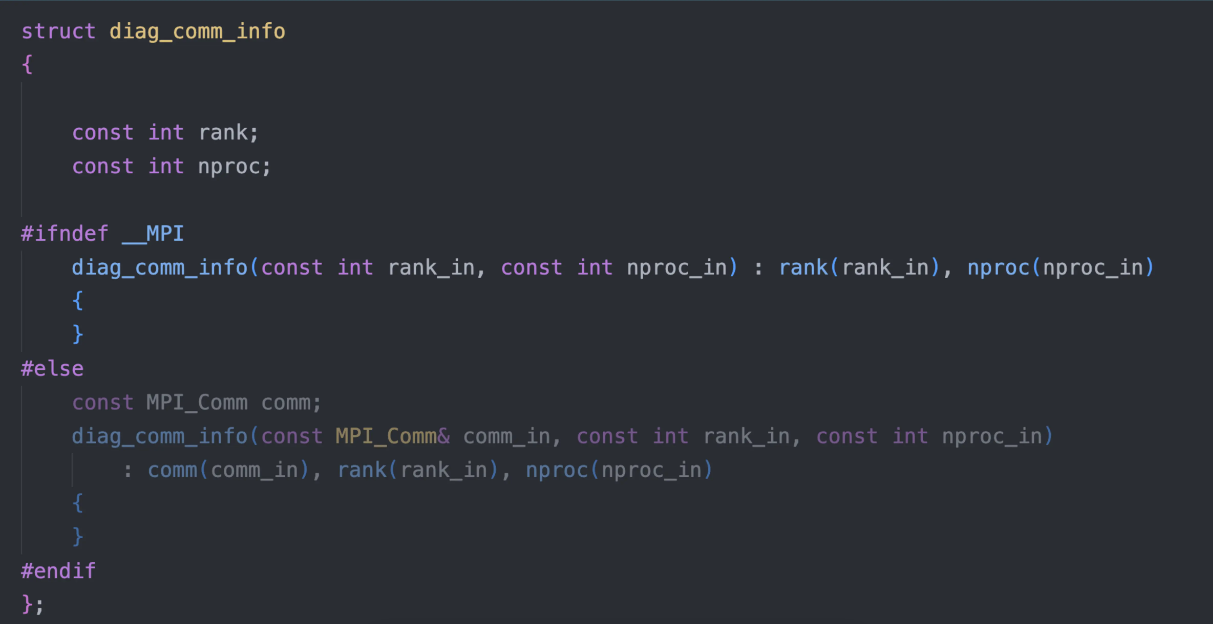 struct diag_comm_info
{
    const int rank;
    const int nproc;
#ifndef __MPI
    diag_comm_info(const int rank_in, const int nproc_in) : rank(rank_in), nproc(nproc_in)
    {
    }
#else
    const MPI_Comm comm;
    diag_comm_info(const MPI_Comm& comm_in, const int rank_in, const int nproc_in)
        : comm(comm_in), rank(rank_in), nproc(nproc_in)
    {
    }
#endif
};